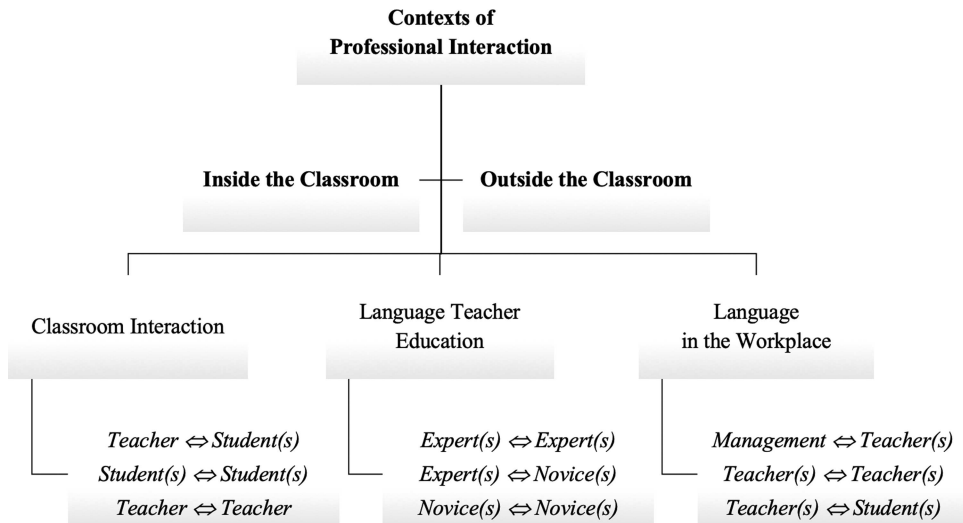 Contexts of
Professional Interaction
Inside the Classroom
Outside the Classroom
Classroom Interaction
Language Teacher
Education
Language
in the Workplace
Teacher ⇔ Student(s)
Student(s) ⇔ Student(s)
Teacher ⇔ Teacher
Expert(s) ⇔ Expert(s)
Expert(s) ⇔ Novice(s)
Novice(s) ⇔ Novice(s)
Management ⇔ Teacher(s)
Teacher(s) ⇔ Teacher(s)
Teacher(s) ⇔ Student(s)